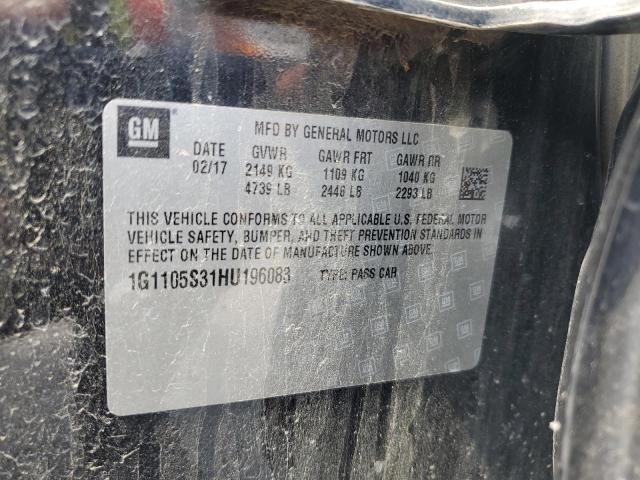 GM
MFD BY GENERAL MOTORS LLC
DATE GVWR GAWR FRT GAWR RR
02/17 2149 KG 1109 KG 1040 KG
4739 LB 2446 LB 2293 LB
THIS VEHICLE CONFORMS TO ALL APPLICABLE U.S. FEDERAL MOTOR
VEHICLE SAFETY, BUMPER, AND THEFT PREVENTION STANDARDS IN
EFFECT ON THE DATE OF MANUFACTURE SHOWN ABOVE.
1G1105S31HU196083 TYPE: PASS CAR